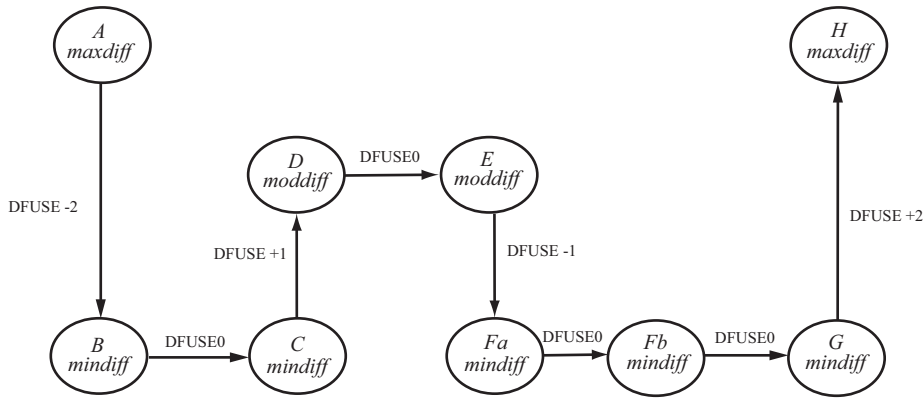 A
maxdiff
H
maxdiff
D
moddiff
DFUSE0
E
moddiff
DFUSE -2
DFUSE +1
DFUSE -1
DFUSE +2
B
mindiff
DFUSE0
C
mindiff
Fa
mindiff
DFUSE0
Fb
mindiff
DFUSE0
G
mindiff